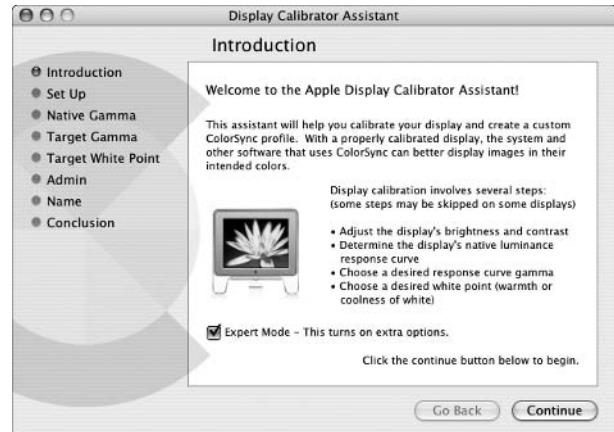 Display Calibrator Assistant
Introduction
Introduction
Set Up
Native Gamma
Target Gamma
Target White Point
Admin
Name
Conclusion
Welcome to the Apple Display Calibrator Assistant!
This assistant will help you calibrate your display and create a custom
ColorSync profile. With a properly calibrated display, the system and
other software that uses ColorSync can better display images in their
intended colors.
Display calibration involves several steps:
(some steps may be skipped on some displays)
• Adjust the display's brightness and contrast
• Determine the display's native luminance
response curve
• Choose a desired response curve gamma
• Choose a desired white point (warmth or
coolness of white)
Expert Mode – This turns on extra options.
Click the continue button below to begin.
Go Back
Continue